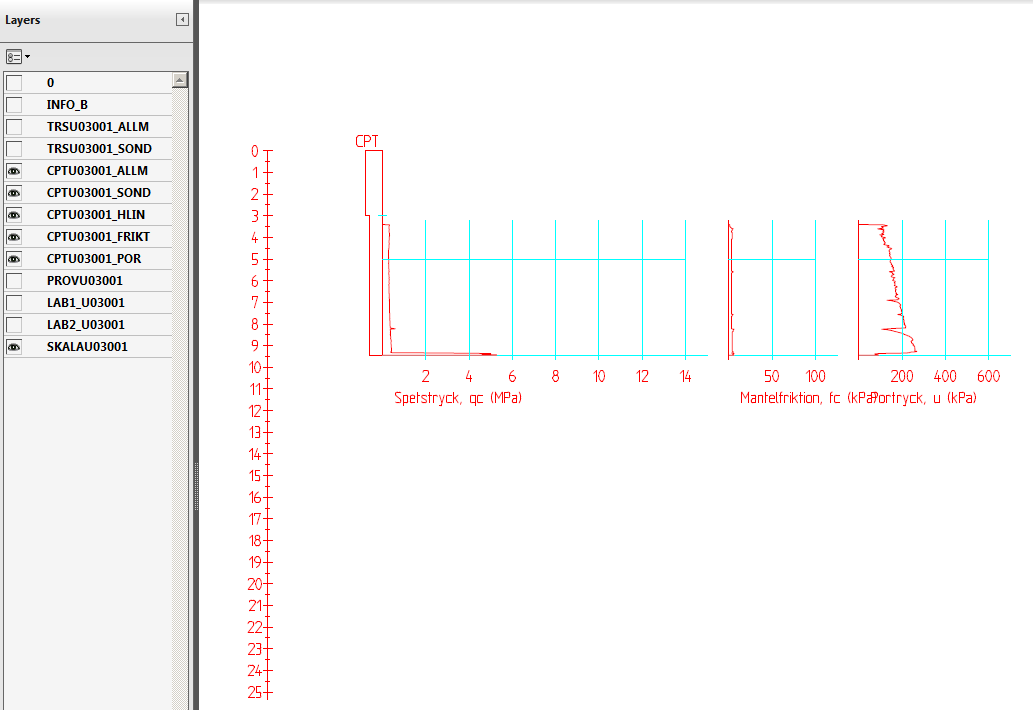 Layers
0
INFO_B
TRSU03001_ALLM
TRSU03001_SOND
CPTU03001_ALLM
CPTU03001_SOND
CPTU03001_HLIN
CPTU03001_FRIKT
CPTU03001_POR
PROVU03001
LAB1_U03001
LAB2_U03001
SKALAU03001
CPT
0
1
2
3
4
5
6
7
8
9
10
11
12
13
14
15
16
17
18
19
20
21
22
23
24
25
2 4 6 8 10 12 14
Spetstryck, qc (MPa)
50 100
Mantelfriktion, fc (kPa)
200 400 600
Portryck, u (kPa)